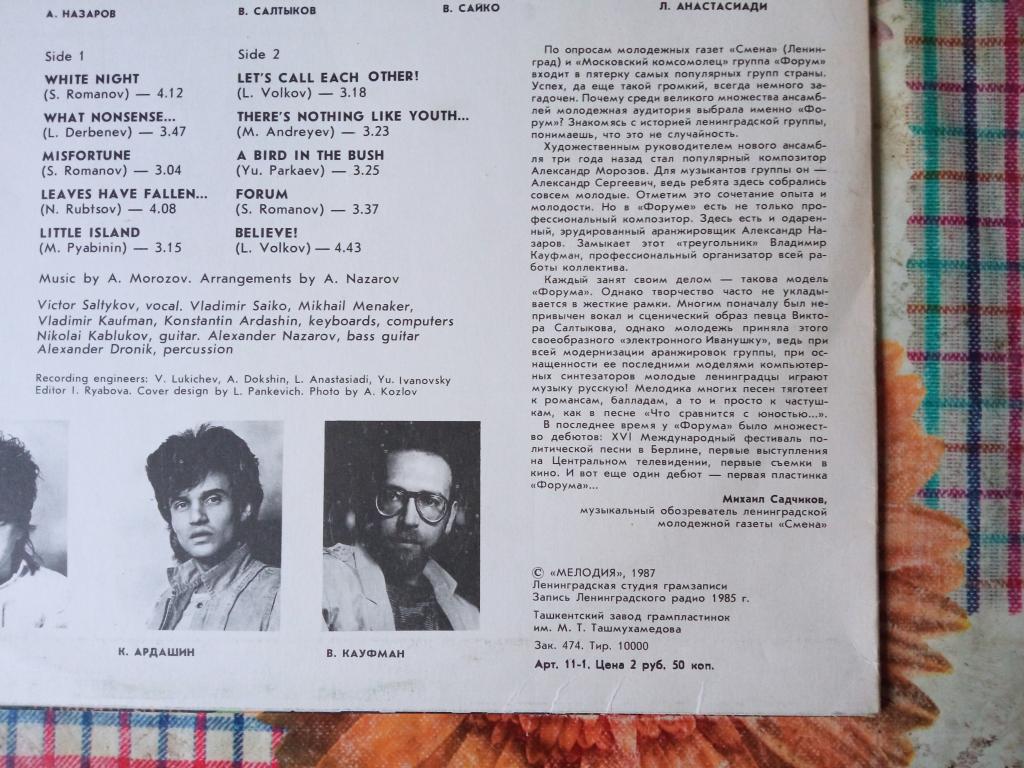 А. НАЗАРОВ
В. САЛТЫКОВ
В. САЙКО
Л. АНАСТАСИАДИ
Side 1
WHITE NIGHT
(S. Romanov) — 4.12
WHAT NONSENSE...
(L. Derbenev) — 3.47
MISFORTUNE
(S. Romanov) — 3.04
LEAVES HAVE FALLEN...
(N. Rubtsov) — 4.08
LITTLE ISLAND
(M. Pyabinin) — 3.15
Side 2
LET'S CALL EACH OTHER!
(L. Volkov) — 3.18
THERE'S NOTHING LIKE YOUTH...
(M. Andreyev) — 3.23
A BIRD IN THE BUSH
(Yu. Parkaev) — 3.25
FORUM
(S. Romanov) — 3.37
BELIEVE!
(L. Volkov) — 4.43
Music by A. Morozov. Arrangements by A. Nazarov
Victor Saltykov, vocal. Vladimir Saiko, Mikhail Menaker,
Vladimir Kaufman, Konstantin Ardashin, keyboards, computers
Nikolai Kablukov, guitar. Alexander Nazarov, bass guitar
Alexander Dronik, percussion
Recording engineers: V. Lukichev, A. Dokshin, L. Anastasiadi, Yu. Ivanovsky
Editor I. Ryabova. Cover design by L. Pankevich. Photo by A. Kozlov
К. АРДАШИН
В. КАУФМАН
По опросам молодежных газет «Смена» (Ленин-
град) и «Московский комсомолец» группа «Форум»
входит в пятерку самых популярных групп страны.
Успех, да еще такой громкий, всегда немного за-
гадочен. Почему среди великого множества ансамб-
лей молодежная аудитория выбрала именно «Фо-
рум»? Знакомясь с историей ленинградской группы,
понимаешь, что это не случайность.
Художественным руководителем нового ансамб-
ля три года назад стал популярный композитор
Александр Морозов. Для музыкантов группы он —
Александр Сергеевич, ведь ребята здесь собрались
совсем молодые. Отметим это сочетание опыта и
молодости. Но в «Форуме» есть не только про-
фессиональный композитор. Здесь есть и одарен-
ный, эрудированный аранжировщик Александр На-
заров. Замыкает этот «треугольник» Владимир
Кауфман, профессиональный организатор всей ра-
боты коллектива.
Каждый занят своим делом — такова модель
«Форума». Однако творчество часто не уклады-
вается в жесткие рамки. Многим поначалу был не-
привычен вокал и сценический образ певца Викто-
ра Салтыкова, однако молодежь приняла этого
своеобразного «электронного Иванушку», ведь при
всей модернизации аранжировок группы, при ос-
нащенности ее последними моделями компьютер-
ных синтезаторов молодые ленинградцы играют
музыку русскую! Мелодика многих песен тяготеет
к романсам, балладам, а то и просто к частуш-
кам, как в песне «Что сравнится с юностью...».
В последнее время у «Форума» было множест-
во дебютов: XVI Международный фестиваль по-
литической песни в Берлине, первые выступления
на Центральном телевидении, первые съемки в
кино. И вот еще один дебют — первая пластинка
«Форума»...
Михаил Садчиков,
музыкальный обозреватель ленинградской
молодежной газеты «Смена»
© «МЕЛОДИЯ», 1987
Ленинградская студия грамзаписи
Запись Ленинградского радио 1985 г.
Ташкентский завод грампластинок
им. М. Т. Ташмухамедова
Зак. 474. Тир. 10000
Арт. 11-1. Цена 2 руб. 50 коп.